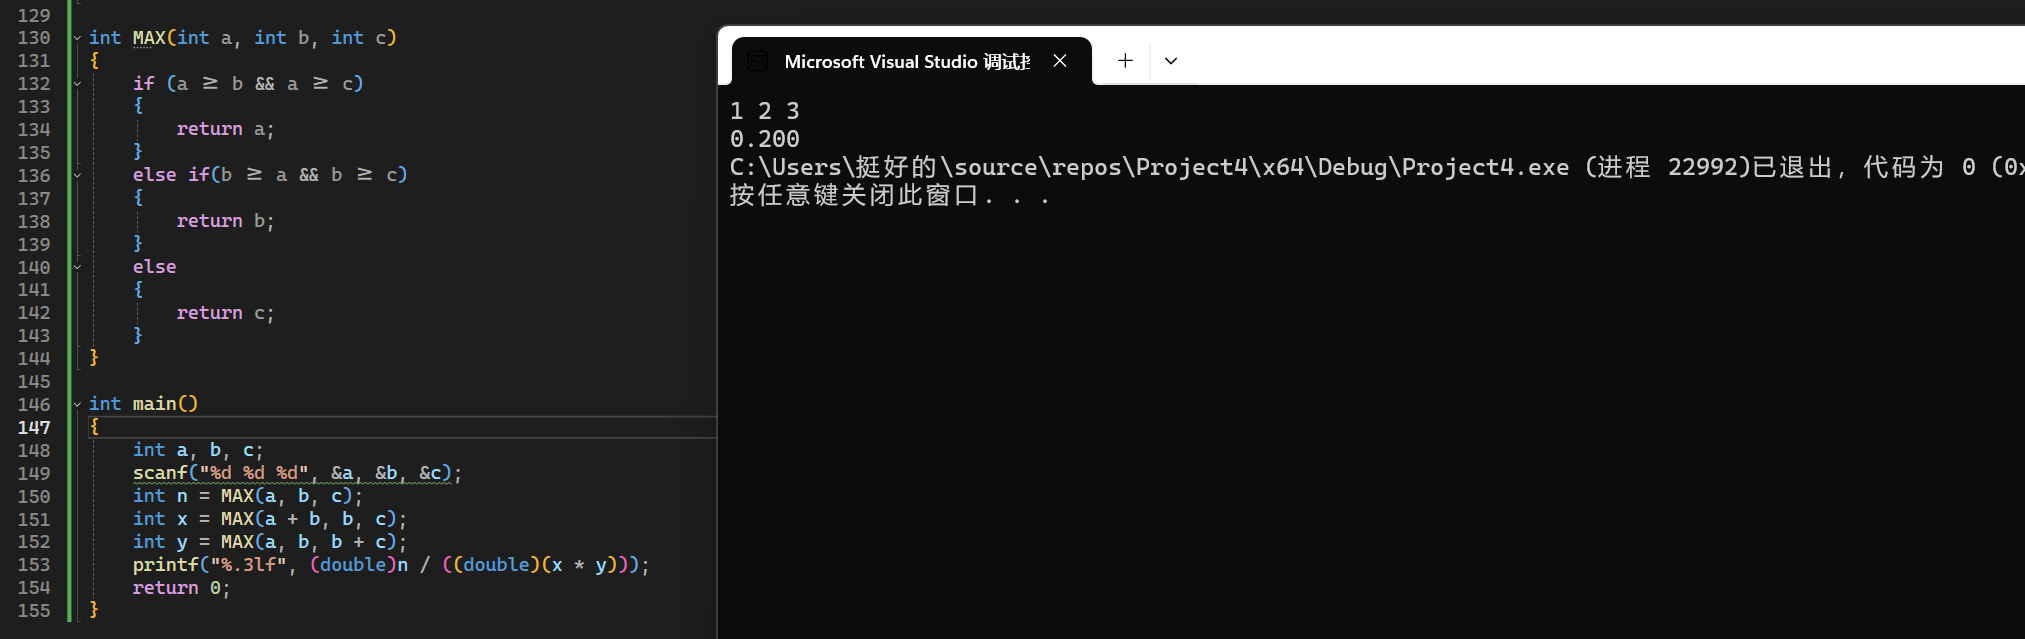 129
130 int MAX(int a, int b, int c)
131 {
132 if (a ≥ b && a ≥ c)
133 {
134 return a;
135 }
136 else if(b ≥ a && b ≥ c)
137 {
138 return b;
139 }
140 else
141 {
142 return c;
143 }
144 }
145
146 int main()
147 {
148 int a, b, c;
149 scanf("%d %d %d", &a, &b, &c);
150 int n = MAX(a, b, c);
151 int x = MAX(a + b, b, c);
152 int y = MAX(a, b, b + c);
153 printf("%.3lf", (double)n / ((double)(x * y)));
154 return 0;
155 }
Microsoft Visual Studio 调试
1 2 3
0.200
C:\Users\挺好的\source\repos\Project4\x64\Debug\Project4.exe (进程 22992)已退出，代码为 0 (0x
按任意键关闭此窗口. . .